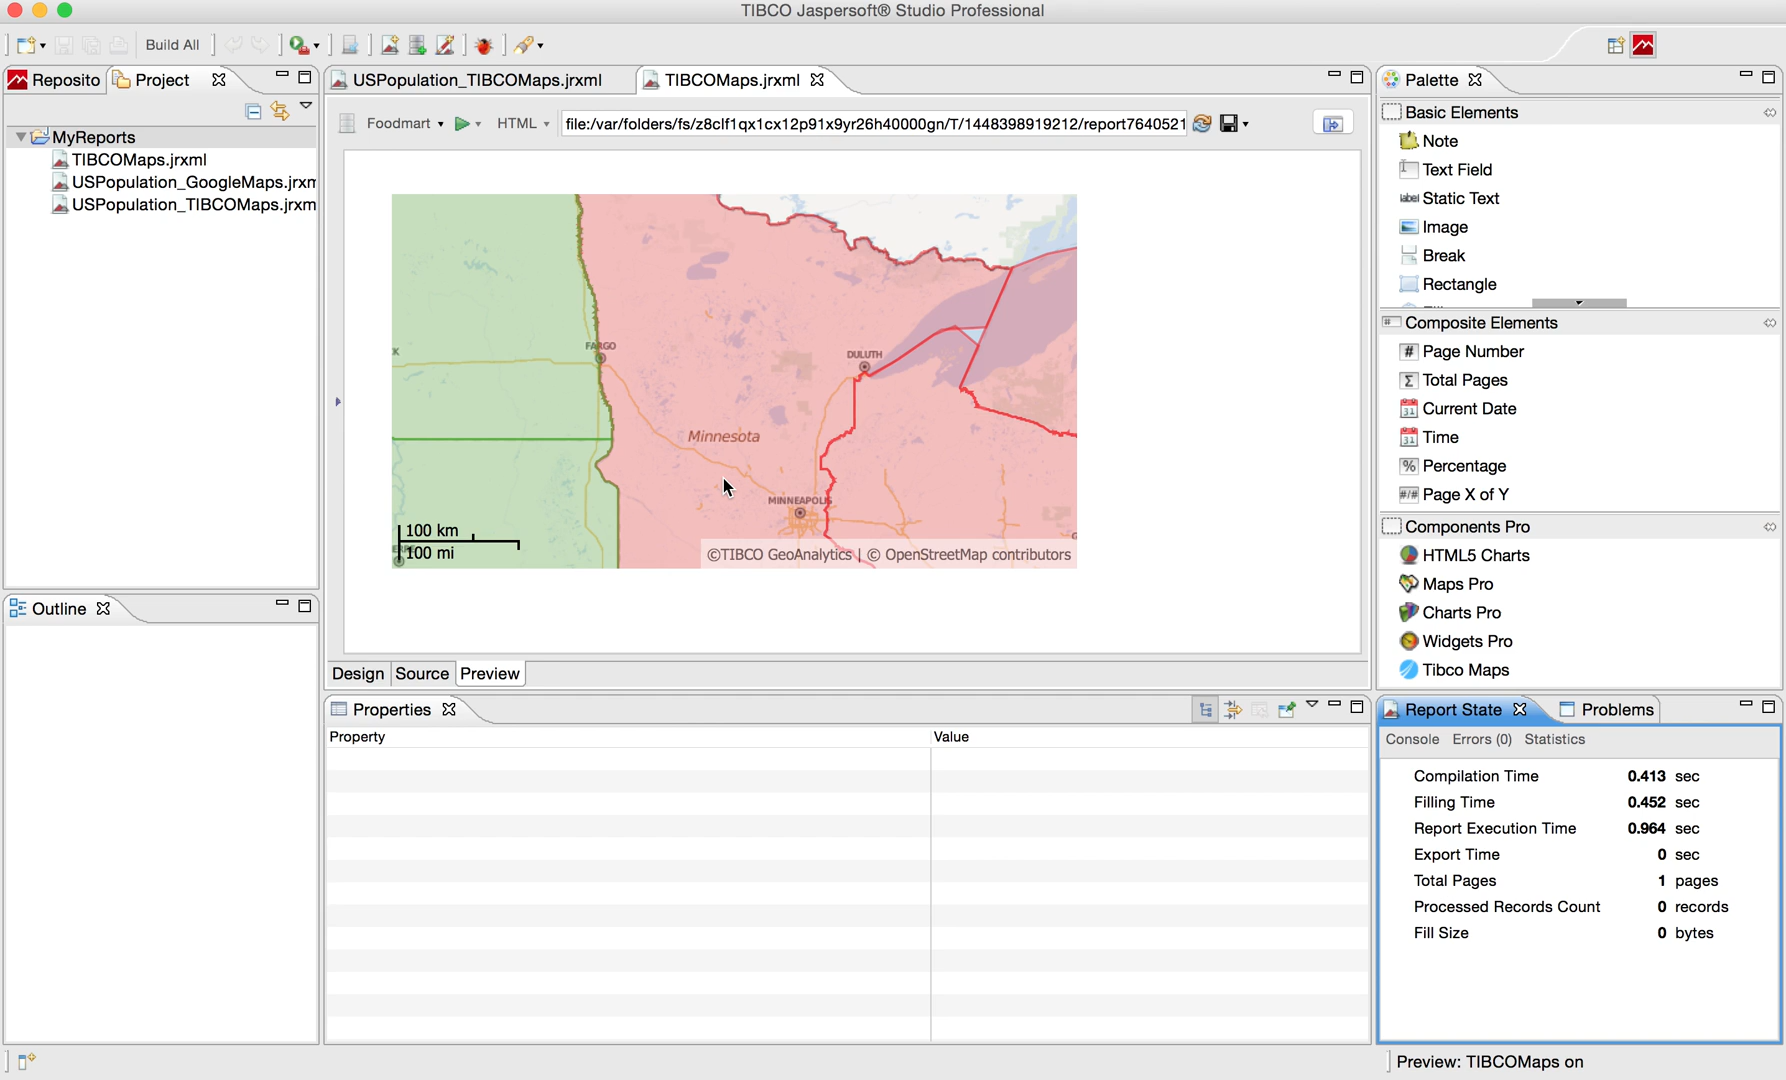 TIBCO Jaspersoft® Studio Professional
Build All
Reposito
Project
MyReports
TIBCOMaps.jrxml
USPopulation_GoogleMaps.jrxm
USPopulation_TIBCOMaps.jrxm
Outline
USPopulation_TIBCOMaps.jrxml
TIBCOMaps.jrxml
Foodmart
HTML
file:/var/folders/fs/z8clf1qx1cx12p91x9yr26h40000gn/T/1448398919212/report7640521
K
FARGO
DULUTH
Minnesota
MINNEAPOLIS
100 km
100 mi
©TIBCO GeoAnalytics | © OpenStreetMap contributors
Design
Source
Preview
Properties
Property
Value
Palette
Basic Elements
Note
Text Field
label Static Text
Image
Break
Rectangle
Composite Elements
# Page Number
Σ Total Pages
31 Current Date
31 Time
% Percentage
#/# Page X of Y
Components Pro
HTML5 Charts
Maps Pro
Charts Pro
Widgets Pro
Tibco Maps
Report State
Problems
Console Errors (0) Statistics
Compilation Time 0.413 sec
Filling Time 0.452 sec
Report Execution Time 0.964 sec
Export Time 0 sec
Total Pages 1 pages
Processed Records Count 0 records
Fill Size 0 bytes
Preview: TIBCOMaps on